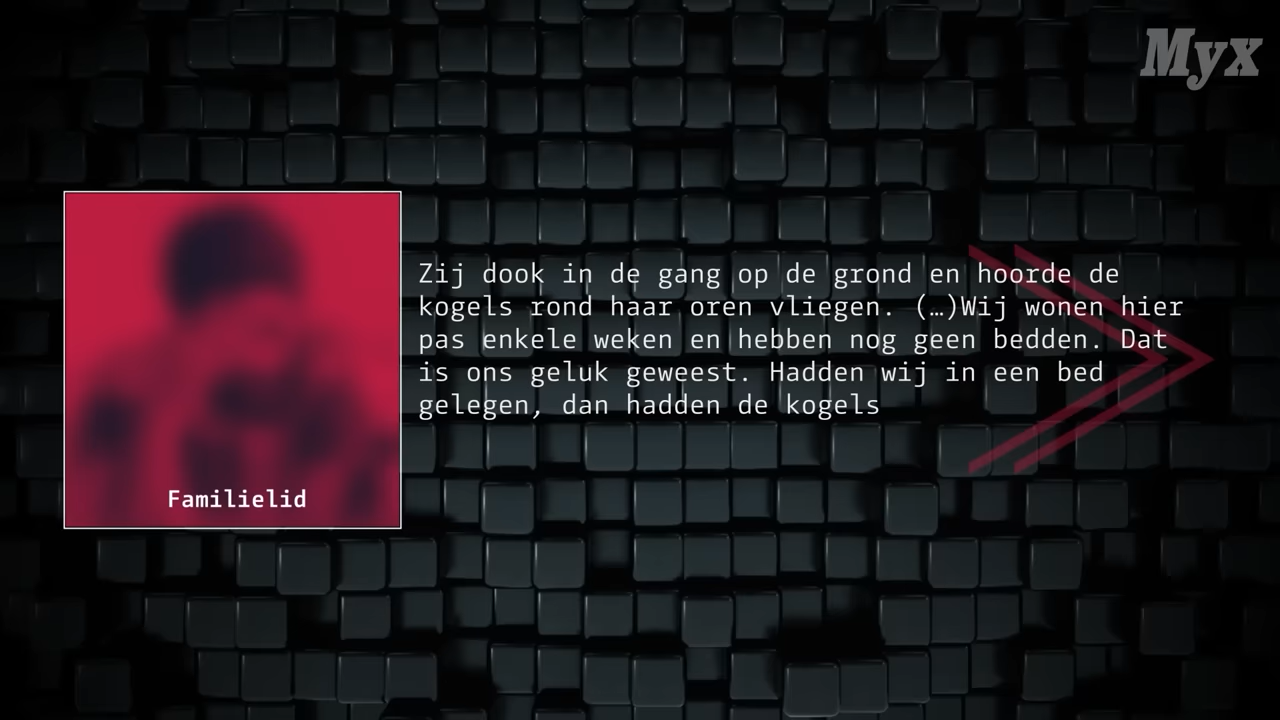 Myx
Zij dook in de gang op de grond en hoorde de
kogels rond haar oren vliegen. (…)Wij wonen hier
pas enkele weken en hebben nog geen bedden. Dat
is ons geluk geweest. Hadden wij in een bed
gelegen, dan hadden de kogels
Familielid